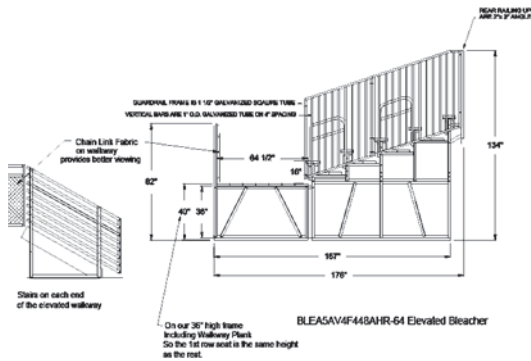 REAR RAILING UP
ARE 2"x 2" ANGLE
GUARDRAIL FRAME IS 1 1/2" GALVANIZED SQAURE TUBE
VERTICAL BARS ARE 1" O.D. GALVANIZED TUBE ON 4" SPACING
Chain Link Fabric
on walkway
provides better viewing
64 1/2"
16"
134"
82"
40"
36"
157"
176"
Stairs on each end
of the elevated walkway
BLEA5AV4F448AHR-64 Elevated Bleacher
On our 36" high frame
Including Walkway Plank
So the 1st row seat is the same height
as the rest.